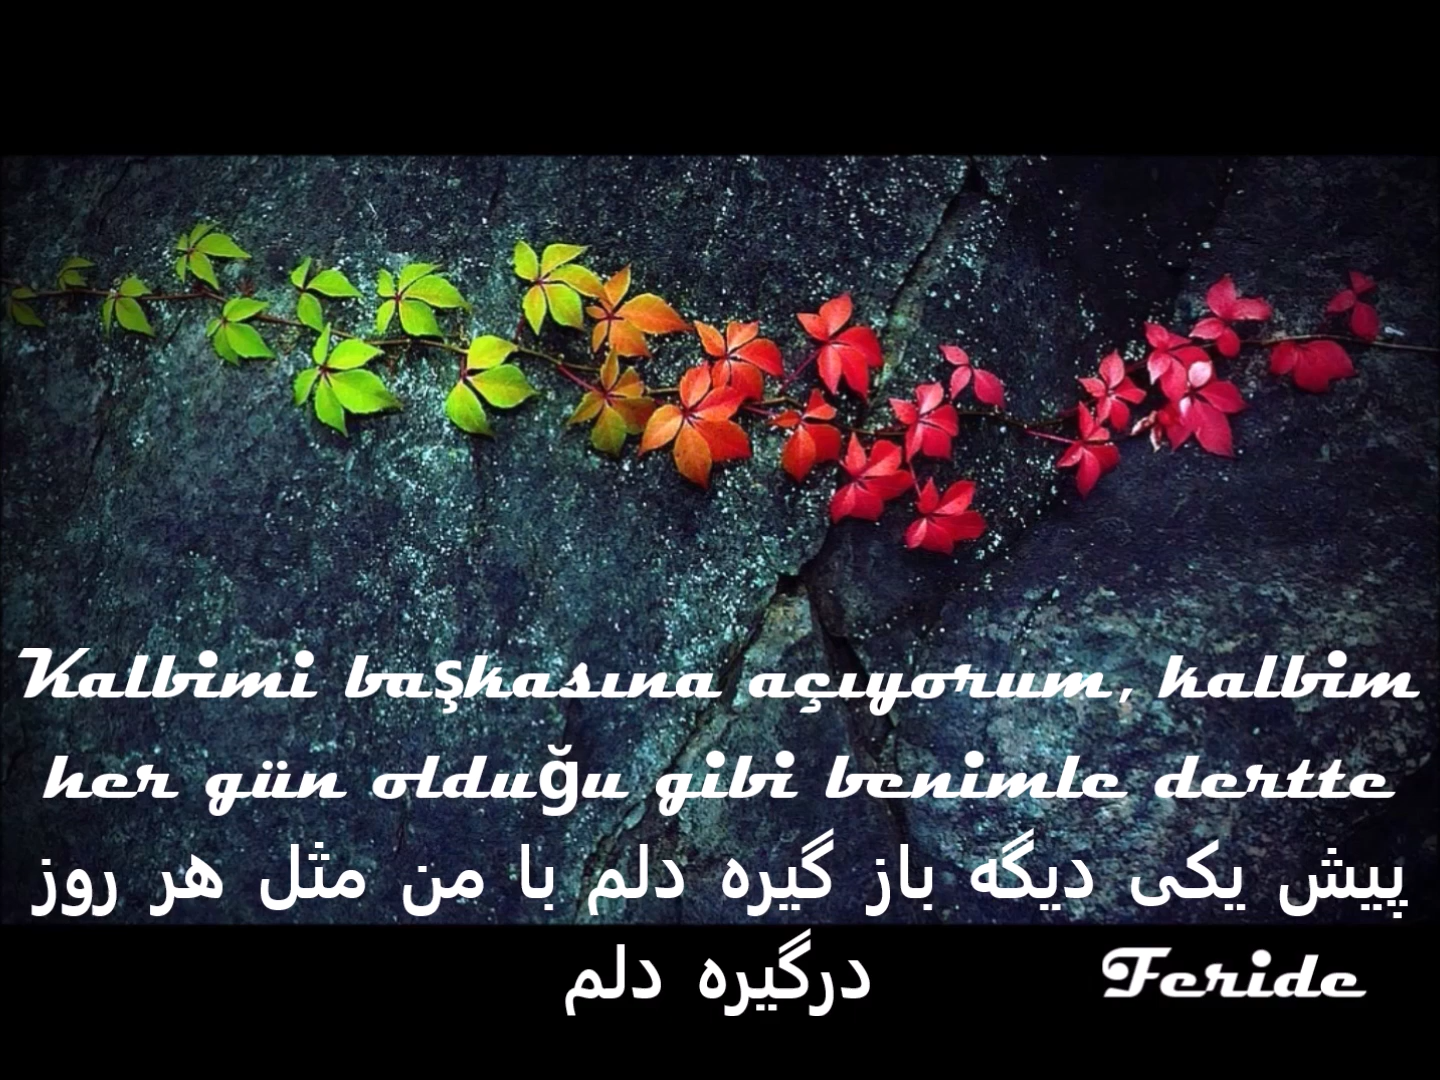 Kalbimi başkasına açıyorum, kalbim
her gün olduğu gibi benimle dertte
پیش یکی دیگه باز گیره دلم با من مثل هر روز
درگیره دلم
Feride